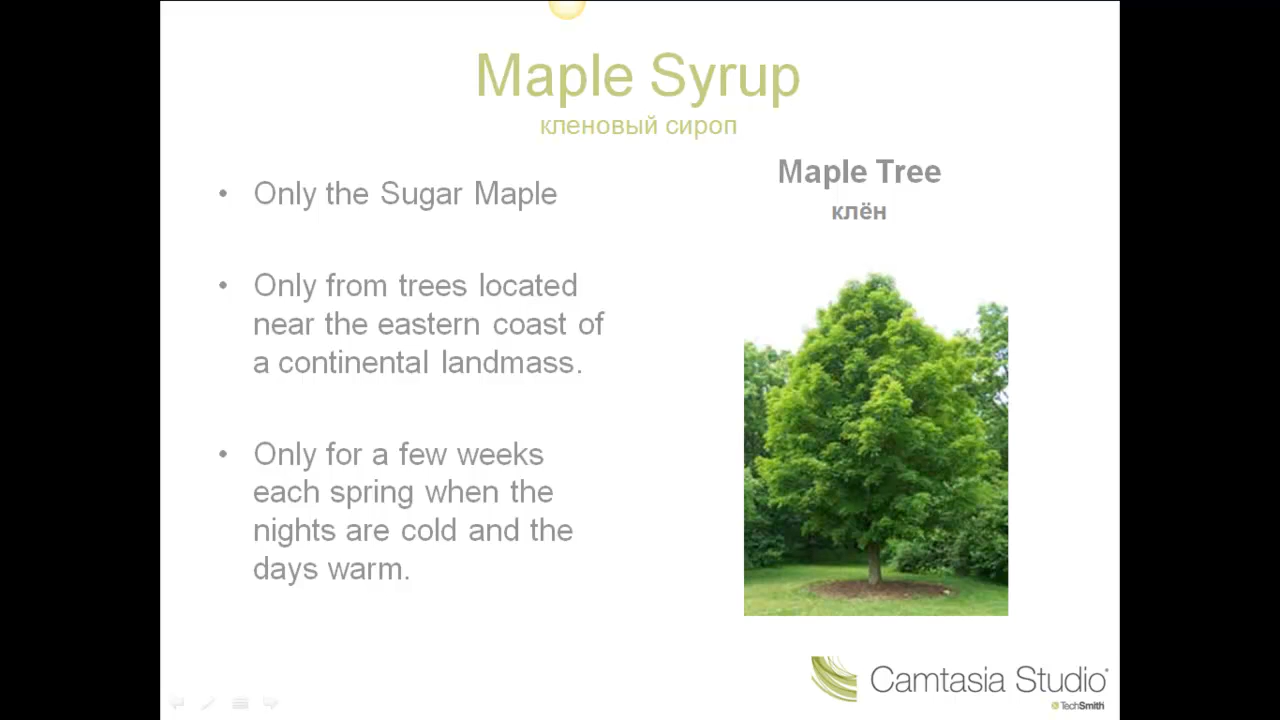 Maple Syrup
кленовый сироп
• Only the Sugar Maple
• Only from trees located
near the eastern coast of
a continental landmass.
• Only for a few weeks
each spring when the
nights are cold and the
days warm.
Maple Tree
клён
Camtasia Studio
TechSmith